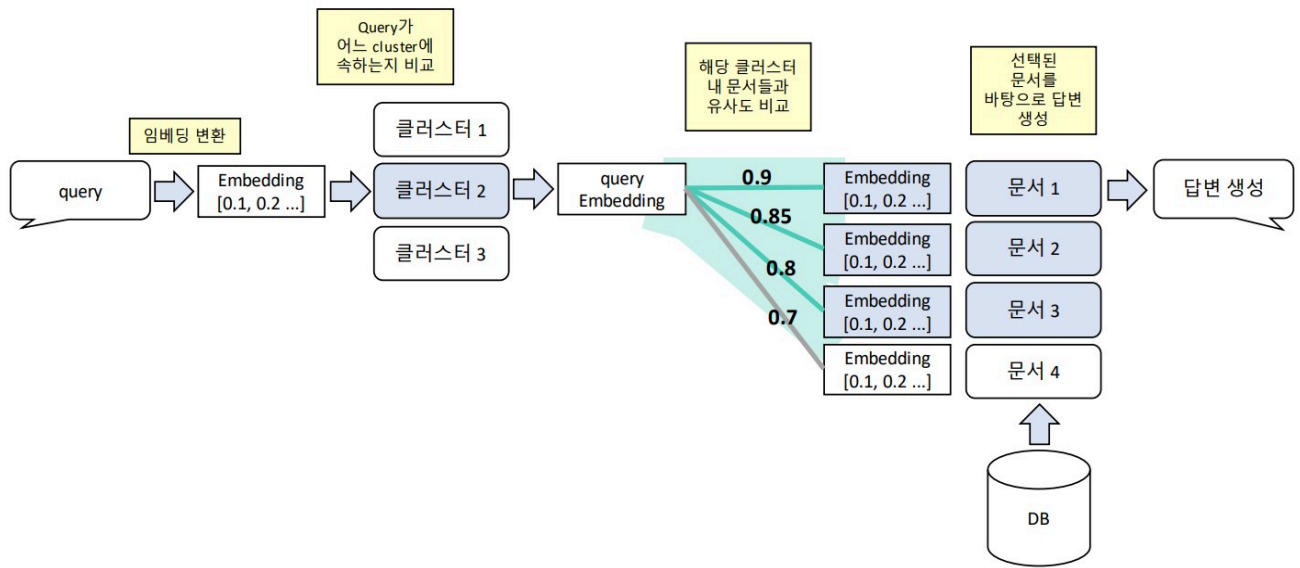 Query가
어느 cluster에
속하는지 비교
해당 클러스터
내 문서들과
유사도 비교
선택된
문서를
바탕으로 답변
생성
임베딩 변환
클러스터 1
query
Embedding
[0.1, 0.2 ...]
클러스터 2
클러스터 3
query
Embedding
0.9
0.85
0.8
0.7
Embedding
[0.1, 0.2 ...]
문서 1
답변 생성
Embedding
[0.1, 0.2 ...]
문서 2
Embedding
[0.1, 0.2 ...]
문서 3
Embedding
[0.1, 0.2 ...]
문서 4
DB